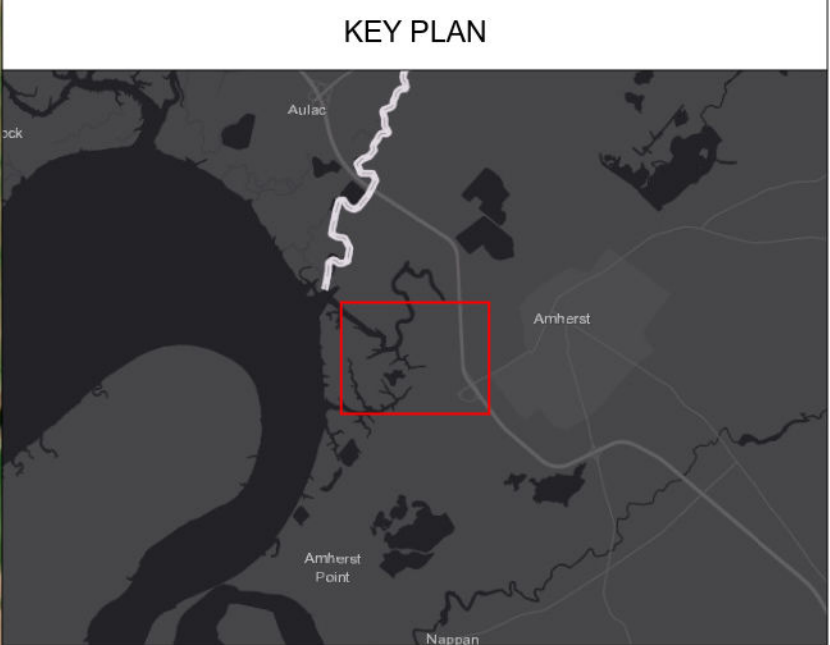 KEY PLAN
Aulac
ock
Amherst
Amherst
Point
Nappan